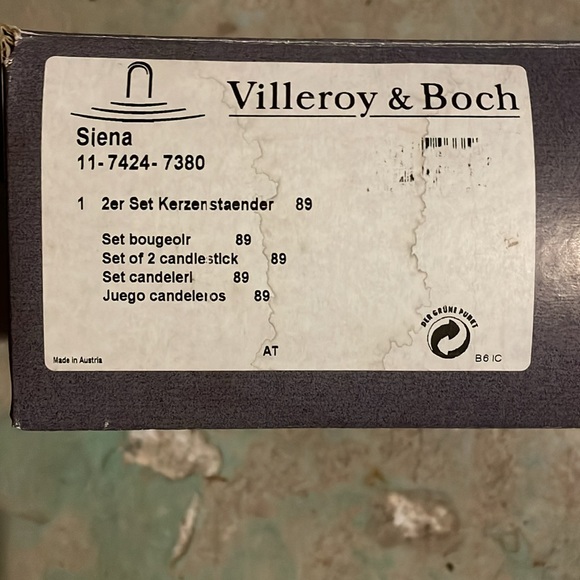 Villeroy & Boch
Siena
11-7424-7380
1 2er Set Kerzenstaender 89
Set bougeoir 89
Set of 2 candlestick 89
Set candeleri 89
Juego candeleros 89
DER GRÜNE PUNKT
Made in Austria
AT
B6 IC